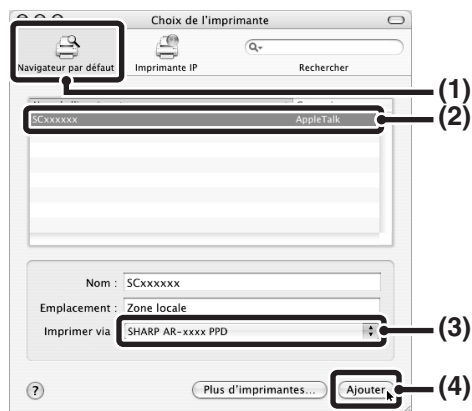 Choix de l'imprimante
Navigateur par défaut
Imprimante IP
Rechercher
(1)
SCxxxxxx AppleTalk
(2)
Nom : SCxxxxxx
Emplacement : Zone locale
Imprimer via SHARP AR-xxxx PPD
(3)
? Plus d'imprimantes... Ajouter
(4)